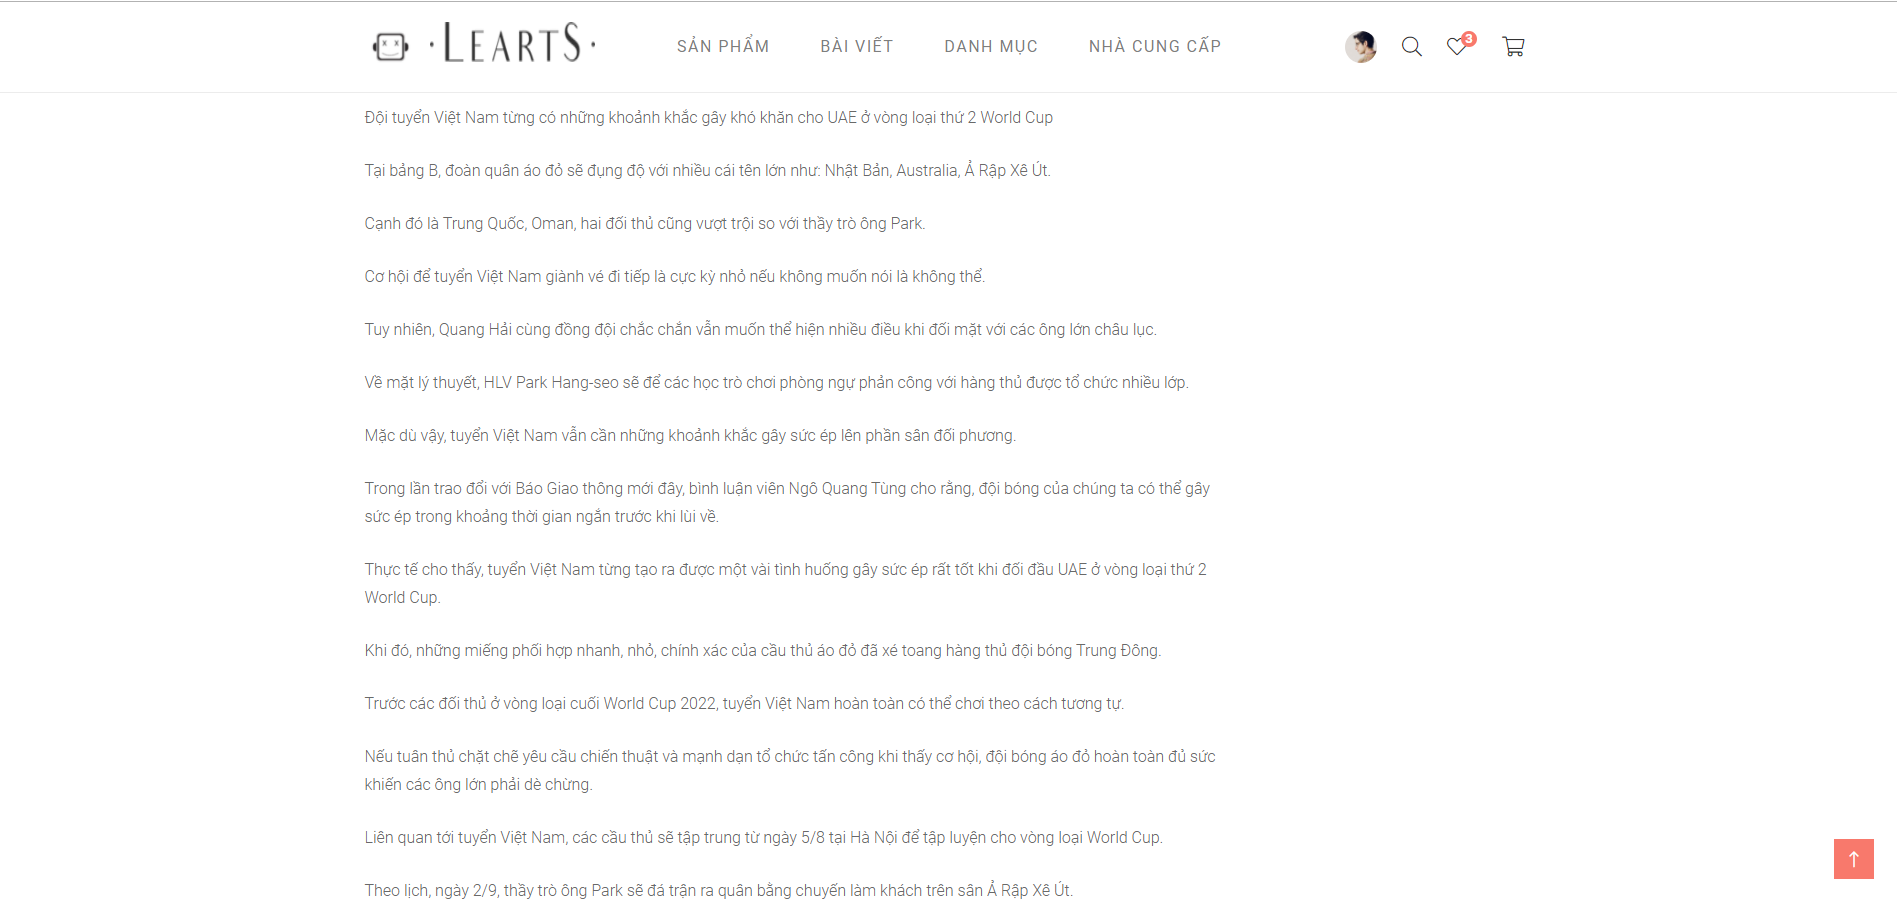 ·LEARTS·
SẢN PHẨM
BÀI VIẾT
DANH MỤC
NHÀ CUNG CẤP
3
Đội tuyển Việt Nam từng có những khoảnh khắc gây khó khăn cho UAE ở vòng loại thứ 2 World Cup
Tại bảng B, đoàn quân áo đỏ sẽ đụng độ với nhiều cái tên lớn như: Nhật Bản, Australia, Ả Rập Xê Út.
Cạnh đó là Trung Quốc, Oman, hai đối thủ cũng vượt trội so với thầy trò ông Park.
Cơ hội để tuyển Việt Nam giành vé đi tiếp là cực kỳ nhỏ nếu không muốn nói là không thể.
Tuy nhiên, Quang Hải cùng đồng đội chắc chắn vẫn muốn thể hiện nhiều điều khi đối mặt với các ông lớn châu lục.
Về mặt lý thuyết, HLV Park Hang-seo sẽ để các học trò chơi phòng ngự phản công với hàng thủ được tổ chức nhiều lớp.
Mặc dù vậy, tuyển Việt Nam vẫn cần những khoảnh khắc gây sức ép lên phần sân đối phương.
Trong lần trao đổi với Báo Giao thông mới đây, bình luận viên Ngô Quang Tùng cho rằng, đội bóng của chúng ta có thể gây
sức ép trong khoảng thời gian ngắn trước khi lùi về.
Thực tế cho thấy, tuyển Việt Nam từng tạo ra được một vài tình huống gây sức ép rất tốt khi đối đầu UAE ở vòng loại thứ 2
World Cup.
Khi đó, những miếng phối hợp nhanh, nhỏ, chính xác của cầu thủ áo đỏ đã xé toang hàng thủ đội bóng Trung Đông.
Trước các đối thủ ở vòng loại cuối World Cup 2022, tuyển Việt Nam hoàn toàn có thể chơi theo cách tương tự.
Nếu tuân thủ chặt chẽ yêu cầu chiến thuật và mạnh dạn tổ chức tấn công khi thấy cơ hội, đội bóng áo đỏ hoàn toàn đủ sức
khiến các ông lớn phải dè chừng.
Liên quan tới tuyển Việt Nam, các cầu thủ sẽ tập trung từ ngày 5/8 tại Hà Nội để tập luyện cho vòng loại World Cup.
Theo lịch, ngày 2/9, thầy trò ông Park sẽ đá trận ra quân bằng chuyến làm khách trên sân Ả Rập Xê Út.